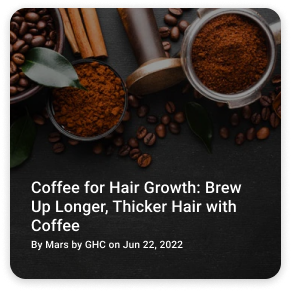 Coffee for Hair Growth: Brew
Up Longer, Thicker Hair with
Coffee
By Mars by GHC on Jun 22, 2022